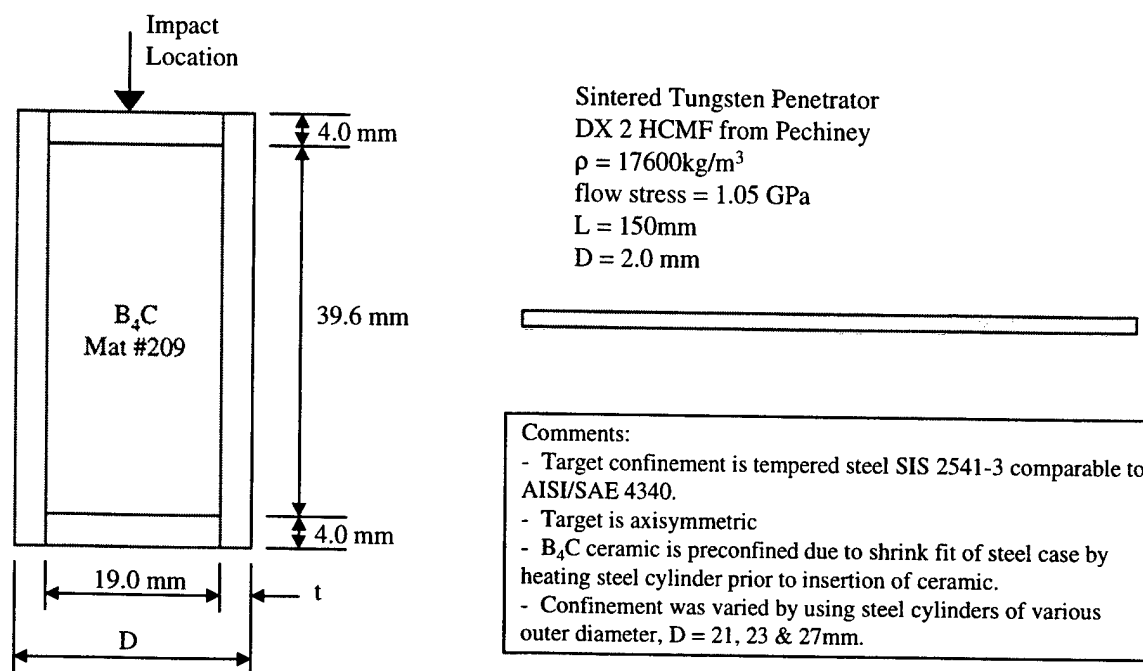 Impact
Location
4.0 mm
Sintered Tungsten Penetrator
DX 2 HCMF from Pechiney
ρ = 17600kg/m³
flow stress = 1.05 GPa
L = 150mm
D = 2.0 mm
B₄C
Mat #209
39.6 mm
4.0 mm
19.0 mm
t
D
Comments:
- Target confinement is tempered steel SIS 2541-3 comparable to
AISI/SAE 4340.
- Target is axisymmetric
- B₄C ceramic is preconfined due to shrink fit of steel case by
heating steel cylinder prior to insertion of ceramic.
- Confinement was varied by using steel cylinders of various
outer diameter, D = 21, 23 & 27mm.